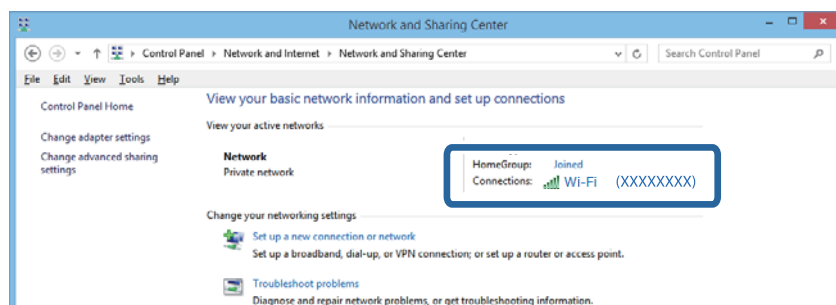 Network and Sharing Center
Control Panel Network and Internet Network and Sharing Center Search Control Panel
File Edit View Tools Help
Control Panel Home
Change adapter settings
Change advanced sharing
settings
View your basic network information and set up connections
View your active networks
Network
Private network
HomeGroup: Joined
Connections: Wi-Fi (XXXXXXXX)
Change your networking settings
Set up a new connection or network
Set up a broadband, dial-up, or VPN connection; or set up a router or access point.
Troubleshoot problems
Diagnose and repair network problems, or get troubleshooting information.